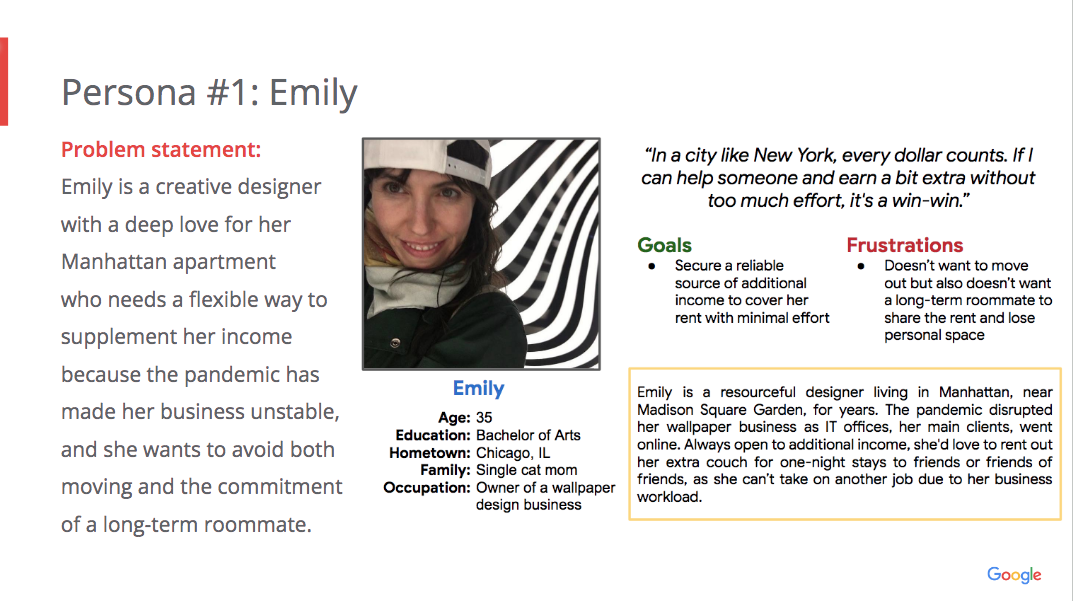 Persona #1: Emily
Problem statement:
Emily is a creative designer
with a deep love for her
Manhattan apartment
who needs a flexible way to
supplement her income
because the pandemic has
made her business unstable,
and she wants to avoid both
moving and the commitment
of a long-term roommate.
Emily
Age: 35
Education: Bachelor of Arts
Hometown: Chicago, IL
Family: Single cat mom
Occupation: Owner of a wallpaper
design business
“In a city like New York, every dollar counts. If I
can help someone and earn a bit extra without
too much effort, it's a win-win.”
Goals
● Secure a reliable
source of additional
income to cover her
rent with minimal effort
Frustrations
● Doesn’t want to move
out but also doesn’t want
a long-term roommate to
share the rent and lose
personal space
Emily is a resourceful designer living in Manhattan, near
Madison Square Garden, for years. The pandemic disrupted
her wallpaper business as IT offices, her main clients, went
online. Always open to additional income, she'd love to rent out
her extra couch for one-night stays to friends or friends of
friends, as she can’t take on another job due to her business
workload.
Google